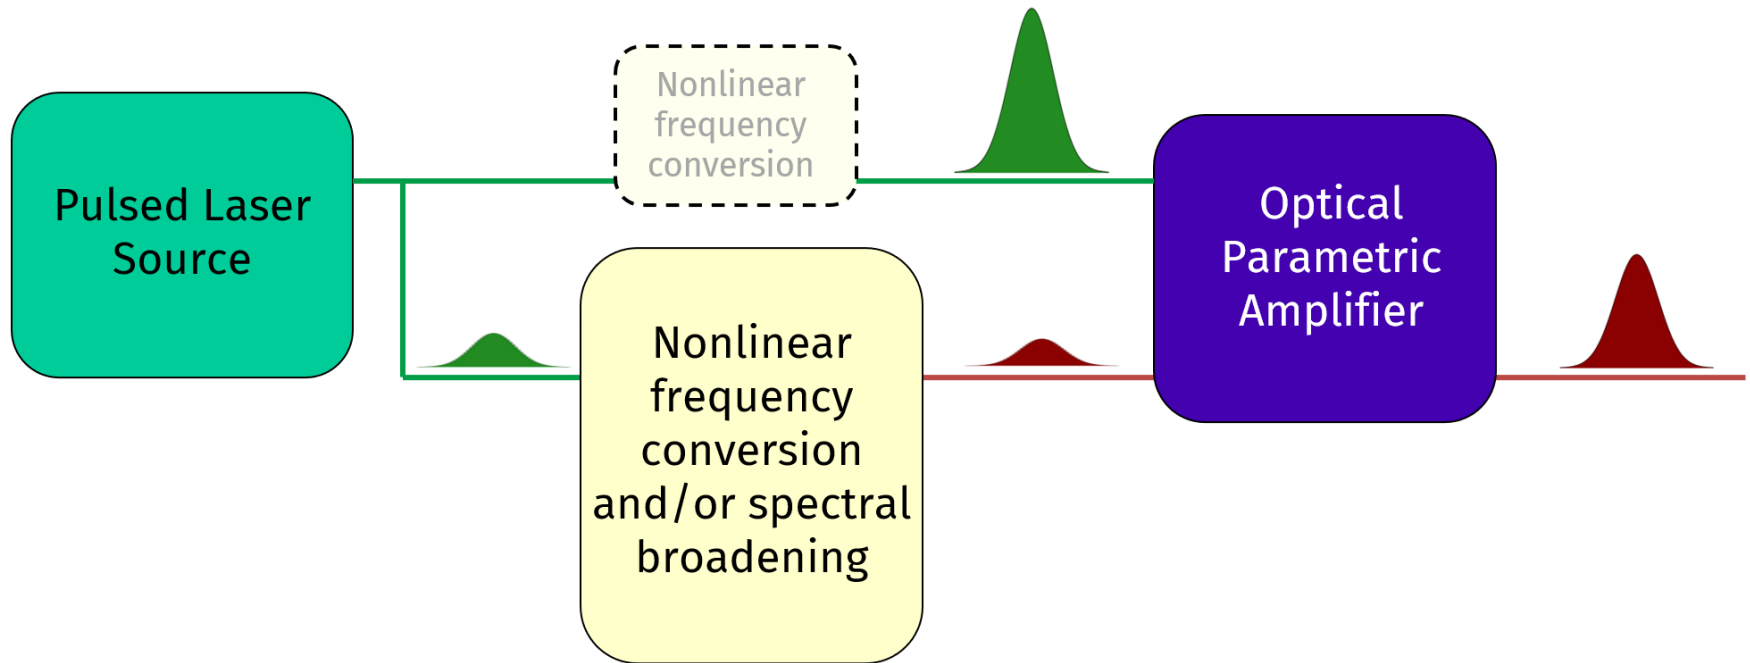 Nonlinear
frequency
conversion
Pulsed Laser
Source
Optical
Parametric
Amplifier
Nonlinear
frequency
conversion
and/or spectral
broadening